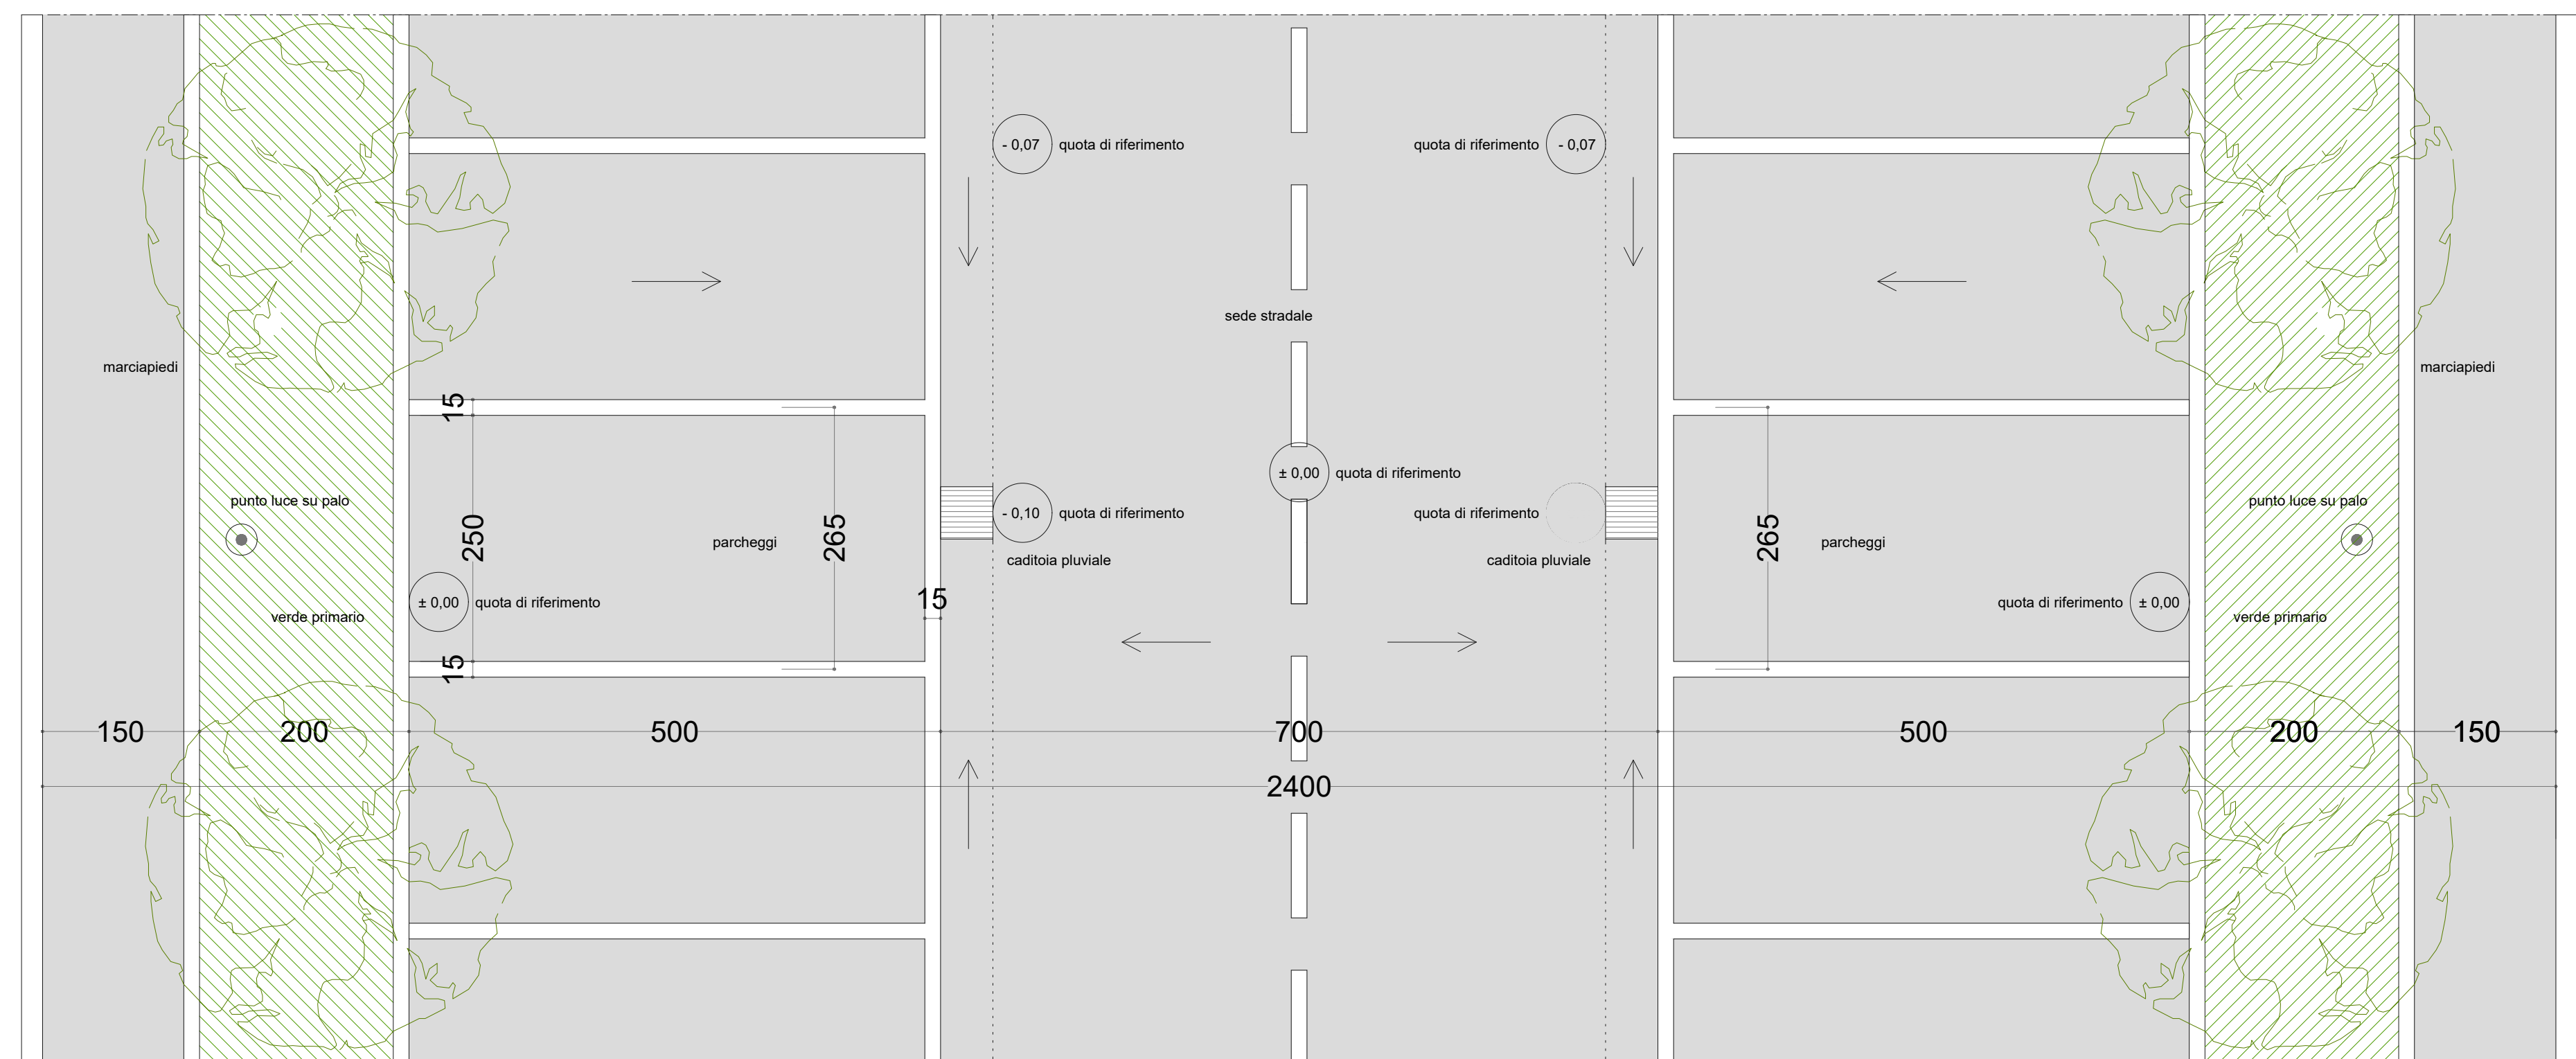 - 0,07 quota di riferimento
quota di riferimento - 0,07
sede stradale
marciapiedi
marciapiedi
15
± 0,00 quota di riferimento
punto luce su palo
punto luce su palo
- 0,10 quota di riferimento
quota di riferimento
250
parcheggi
265
265
parcheggi
caditoia pluviale
caditoia pluviale
15
± 0,00 quota di riferimento
quota di riferimento ± 0,00
verde primario
verde primario
15
150 200 500 700 500 200 150
2400